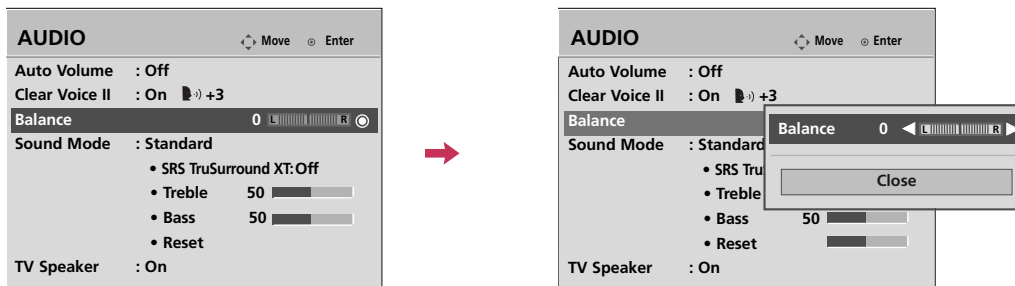 AUDIO Move Enter
Auto Volume : Off
Clear Voice II : On +3
Balance 0 L R
Sound Mode : Standard
• SRS TruSurround XT: Off
• Treble 50
• Bass 50
• Reset
TV Speaker : On
AUDIO Move Enter
Auto Volume : Off
Clear Voice II : On +3
Balance
Sound Mode : Standard
• SRS Tru
• Treble
• Bass 50
• Reset
TV Speaker : On
Balance 0 L R
Close